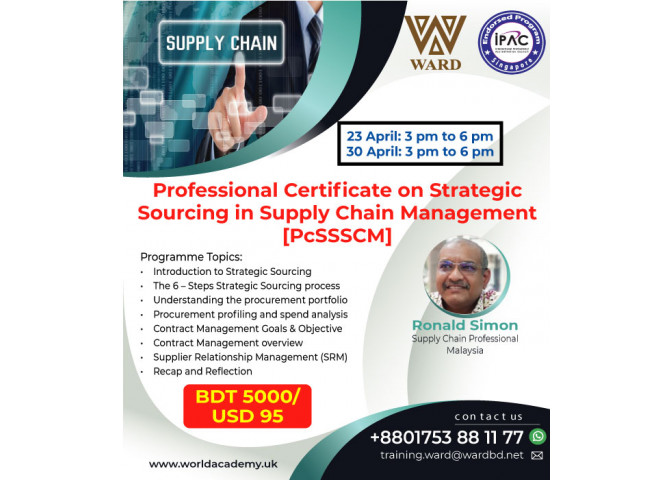 SUPPLY CHAIN
WARD
Endorsed Program
IPAC
Singapore
23 April: 3 pm to 6 pm
30 April: 3 pm to 6 pm
Professional Certificate on Strategic
Sourcing in Supply Chain Management
[PcSSSCM]
Programme Topics:
• Introduction to Strategic Sourcing
• The 6 – Steps Strategic Sourcing process
• Understanding the procurement portfolio
• Procurement profiling and spend analysis
• Contract Management Goals & Objective
• Contract Management overview
• Supplier Relationship Management (SRM)
• Recap and Reflection
Ronald Simon
Supply Chain Professional
Malaysia
BDT 5000/
USD 95
contact us
+8801753 88 11 77
training.ward@wardbd.net
www.worldacademy.uk